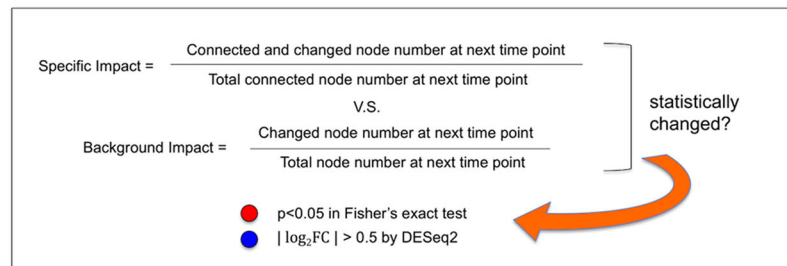 Specific Impact = Connected and changed node number at next time point
Total connected node number at next time point
V.S.
Background Impact = Changed node number at next time point
Total node number at next time point
statistically
changed?
p<0.05 in Fisher's exact test
| log₂FC | > 0.5 by DESeq2